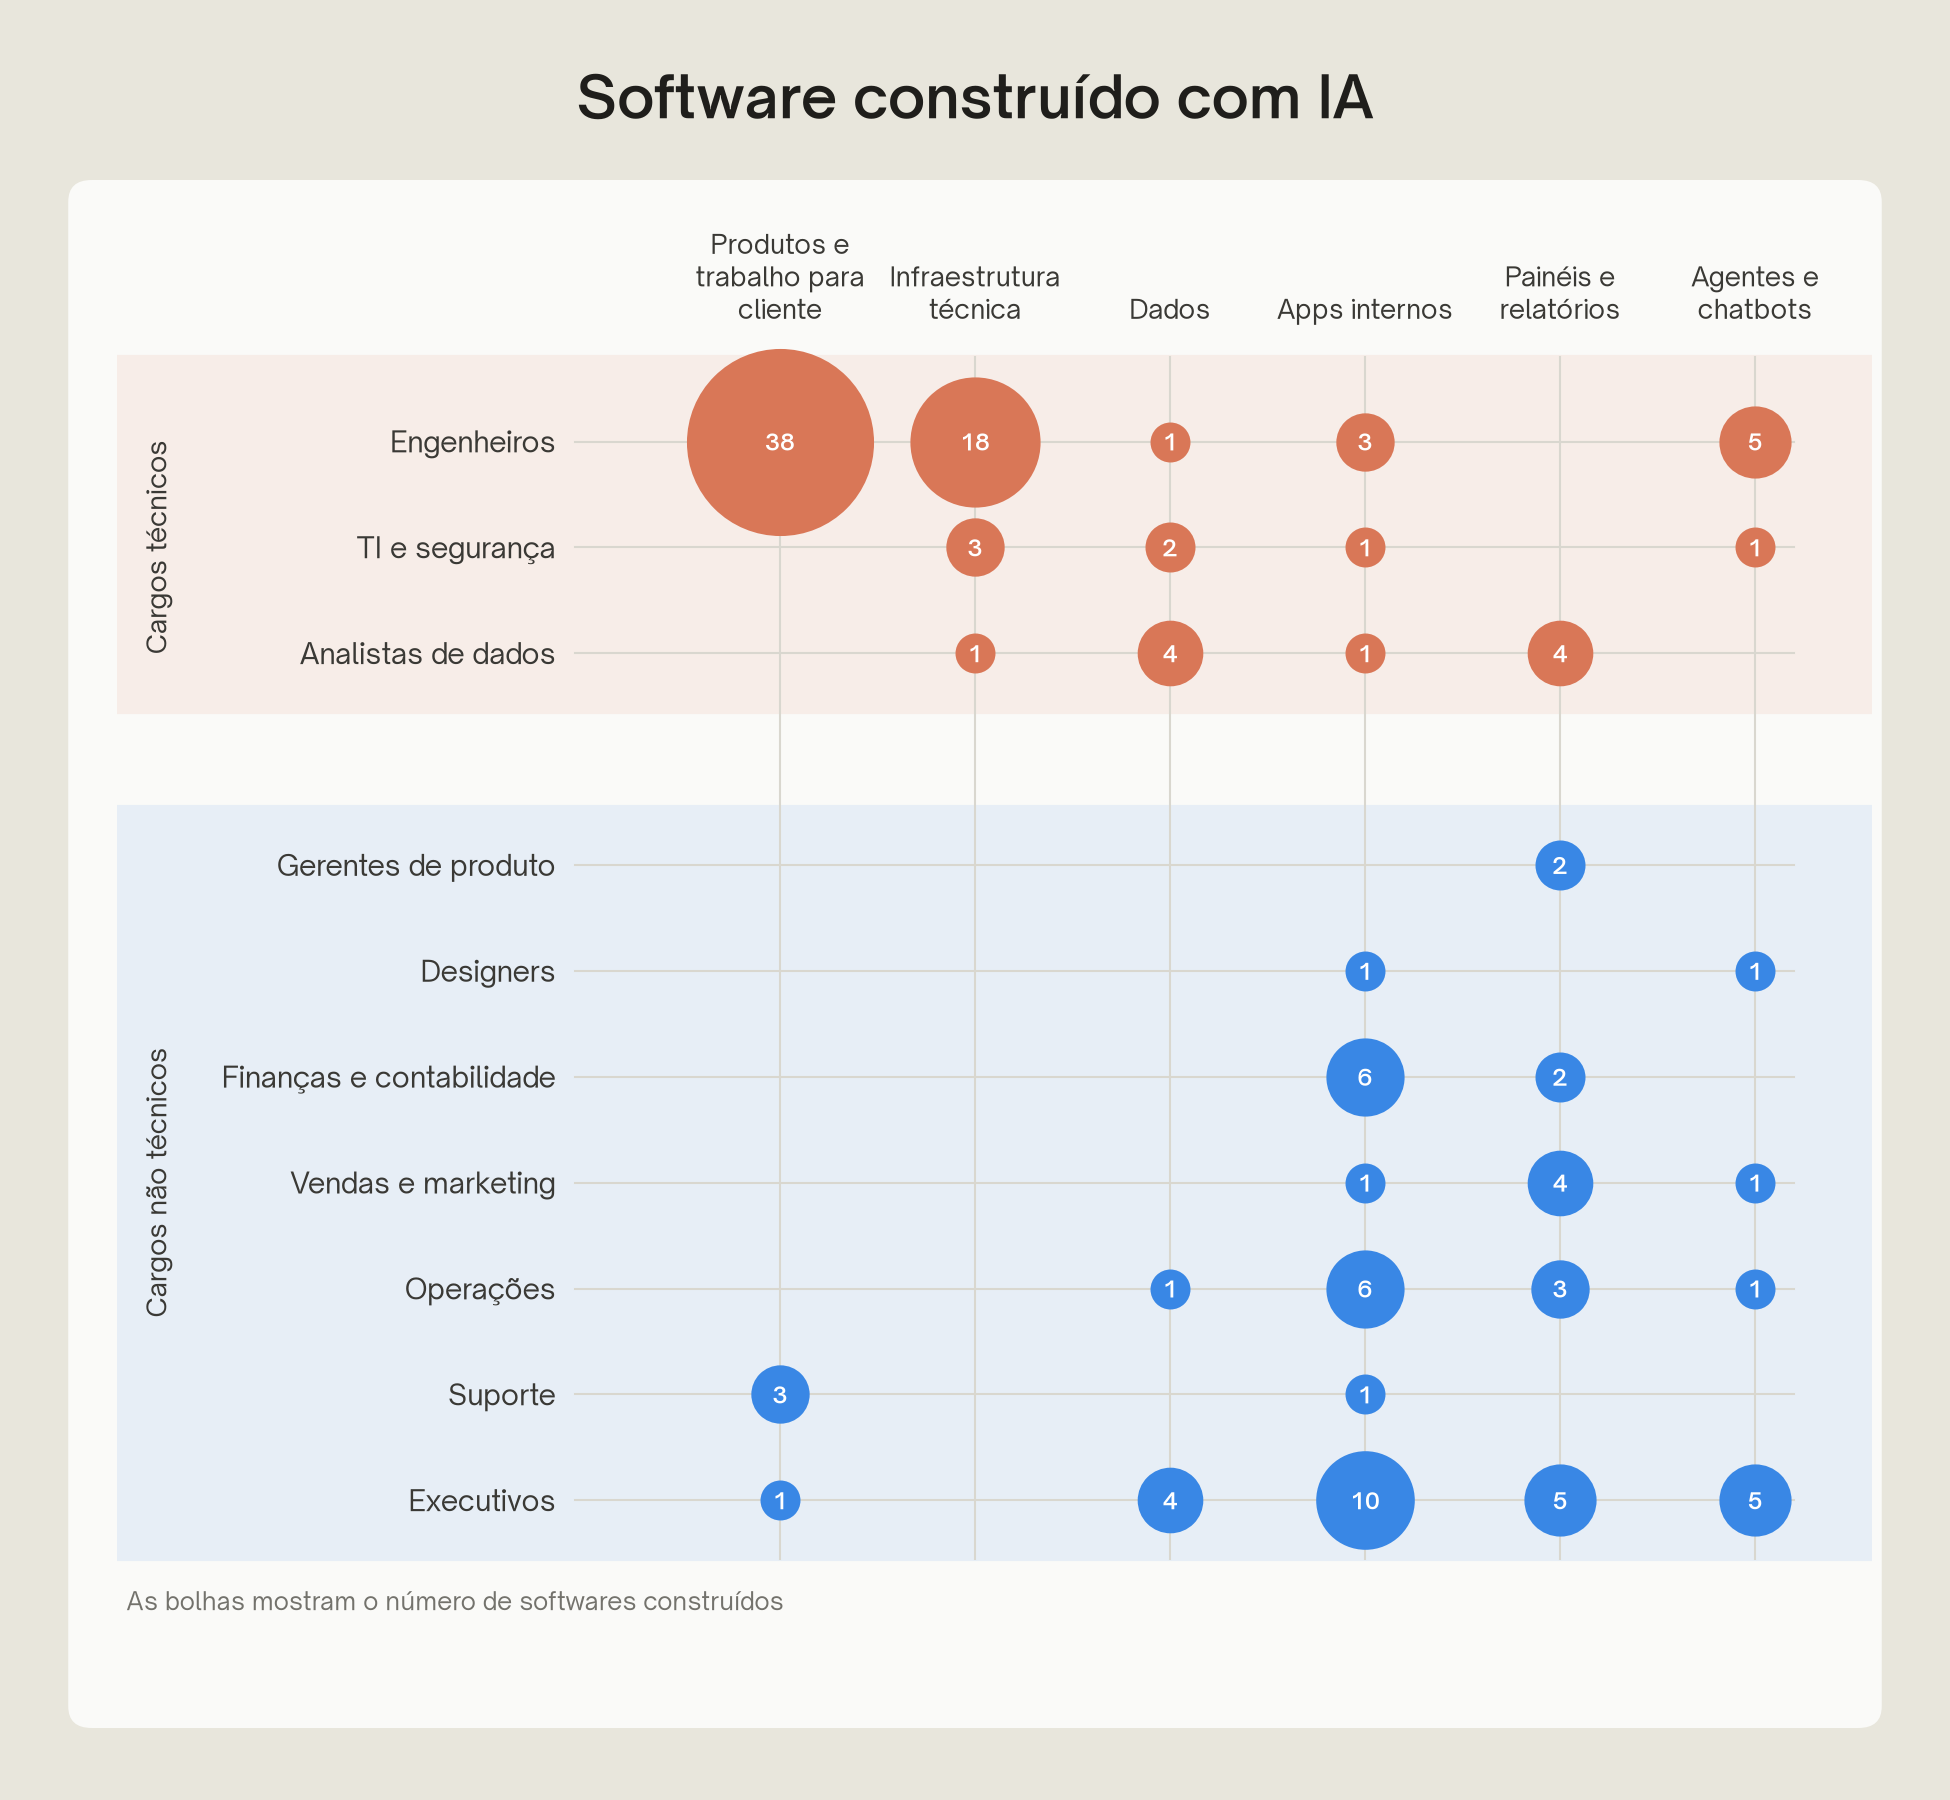 Software construído com IA
Produtos e
trabalho para
cliente
Infraestrutura
técnica
Dados
Apps internos
Painéis e
relatórios
Agentes e
chatbots
Cargos técnicos
Engenheiros
38
18
1
3
5
TI e segurança
3
2
1
1
Analistas de dados
1
4
1
4
Cargos não técnicos
Gerentes de produto
2
Designers
1
1
Finanças e contabilidade
6
2
Vendas e marketing
1
4
1
Operações
1
6
3
1
Suporte
3
1
Executivos
1
4
10
5
5
As bolhas mostram o número de softwares construídos